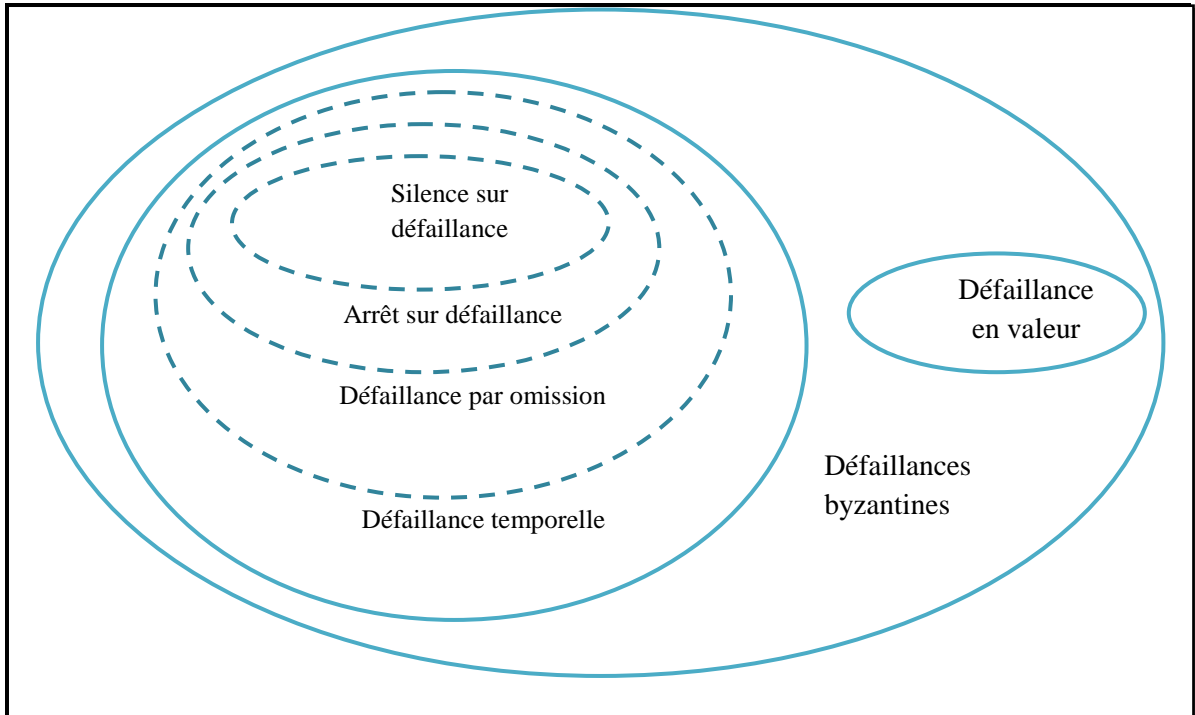 Silence sur
défaillance
Arrêt sur défaillance
Défaillance par omission
Défaillance temporelle
Défaillance
en valeur
Défaillances
byzantines